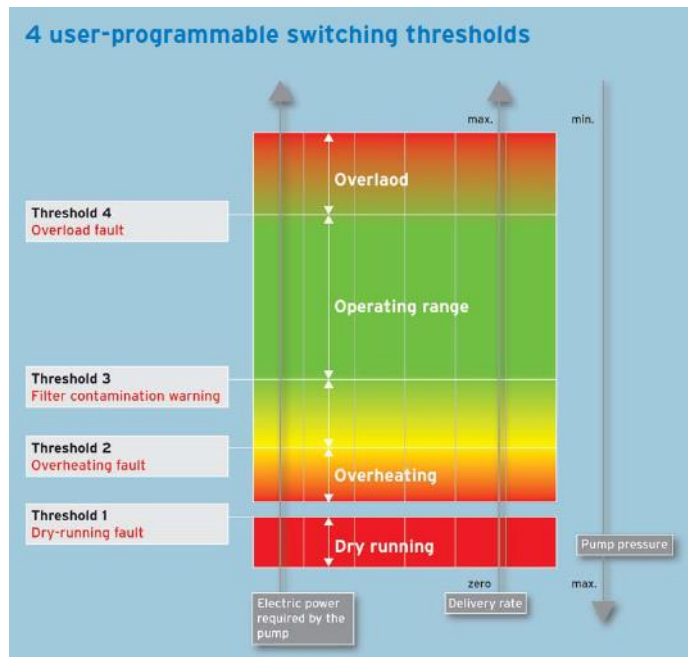 4 user-programmable switching thresholds
max.
min.
Overlaod
Threshold 4
Overload fault
Operating range
Threshold 3
Filter contamination warning
Threshold 2
Overheating fault
Overheating
Threshold 1
Dry-running fault
Dry running
Pump pressure
zero
max.
Electric power
required by the
pump
Delivery rate